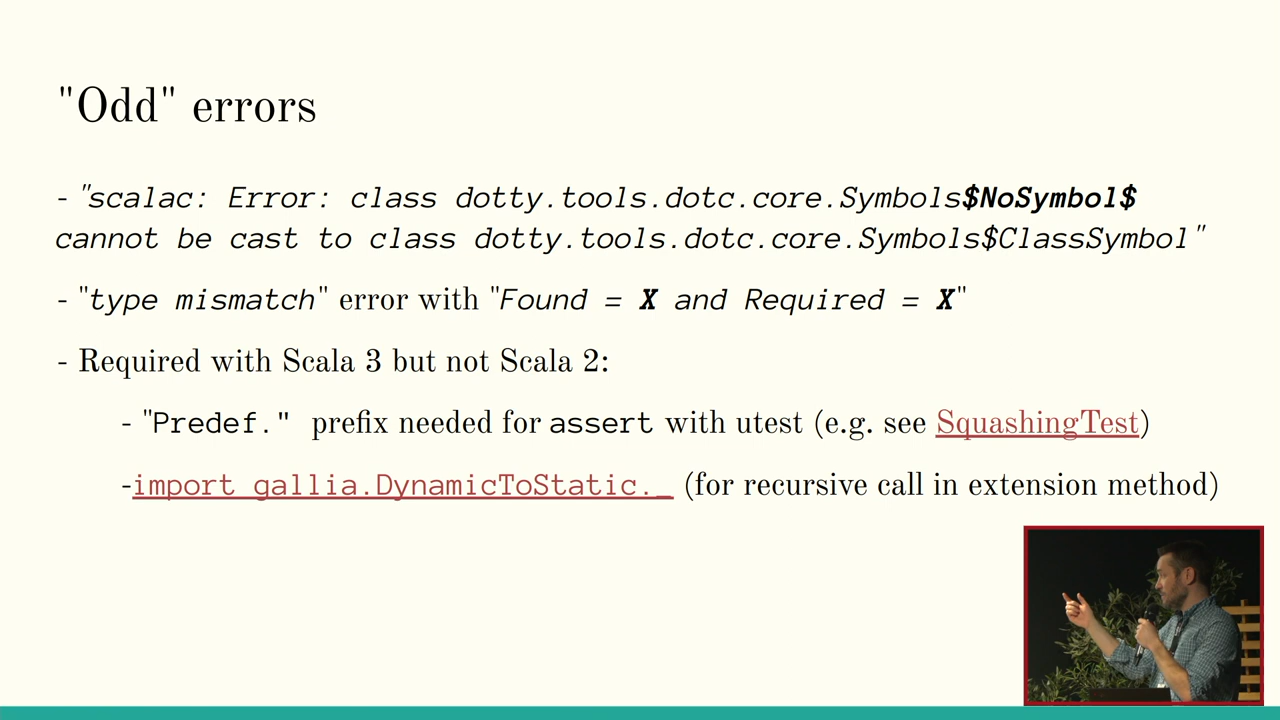 "Odd" errors
- "scalac: Error: class dotty.tools.dotc.core.Symbols$NoSymbol$
cannot be cast to class dotty.tools.dotc.core.Symbols$ClassSymbol"
- "type mismatch" error with "Found = X and Required = X"
- Required with Scala 3 but not Scala 2:
- "Predef." prefix needed for assert with utest (e.g. see SquashingTest)
-import gallia.DynamicToStatic._ (for recursive call in extension method)